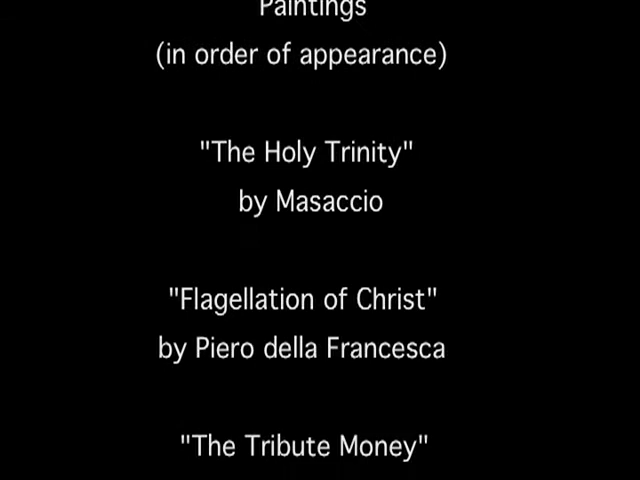 Paintings
(in order of appearance)
"The Holy Trinity"
by Masaccio
"Flagellation of Christ"
by Piero della Francesca
"The Tribute Money"